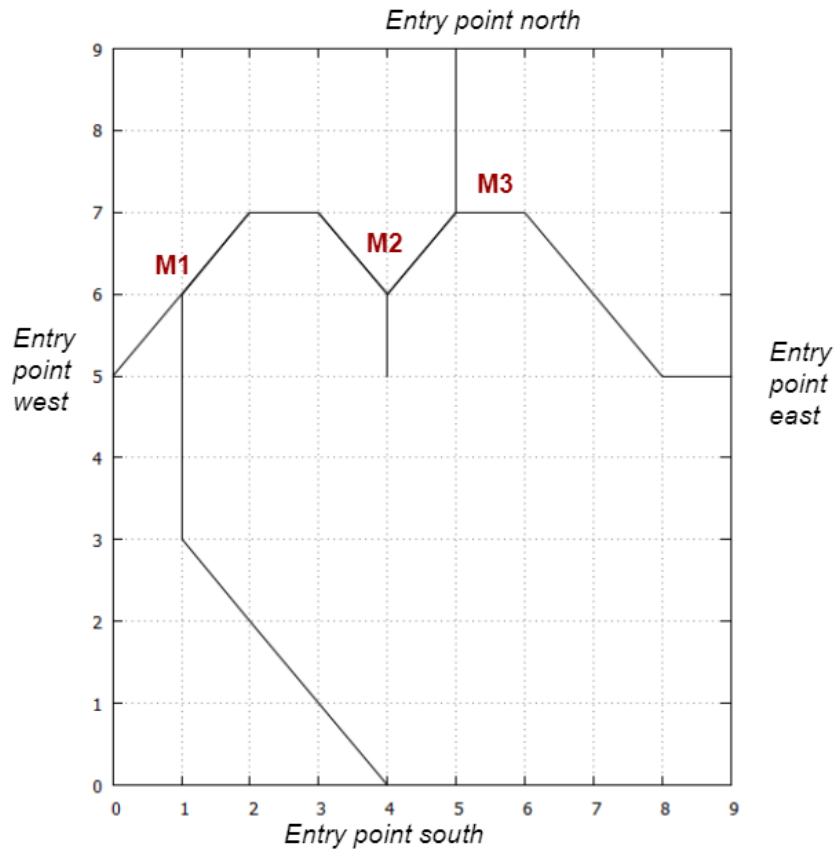 Entry point north
9
8
7
6
5
4
3
2
1
0
M1
M2
M3
Entry
point
west
Entry
point
east
0 1 2 3 4 5 6 7 8 9
Entry point south